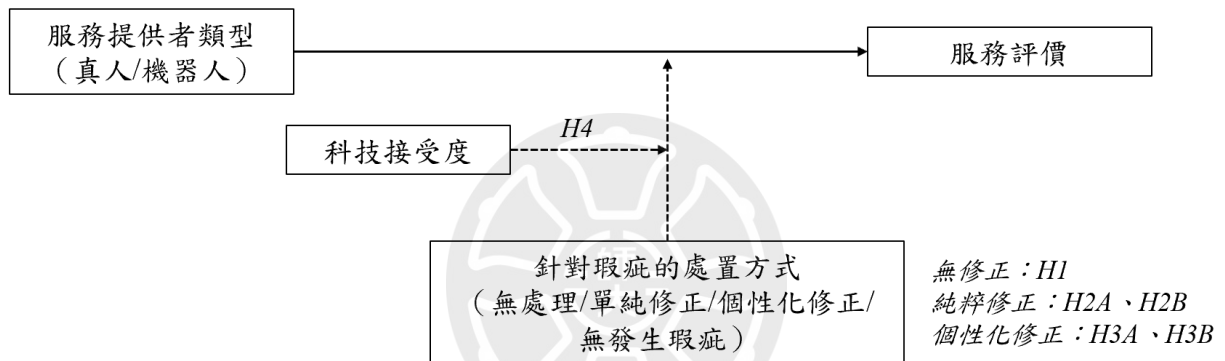 服務提供者類型
（真人/機器人）
服務評價
H4
科技接受度
針對瑕疵的處置方式
（無處理/單純修正/個性化修正/
無發生瑕疵）
無修正：H1
純粹修正：H2A、H2B
個性化修正：H3A、H3B